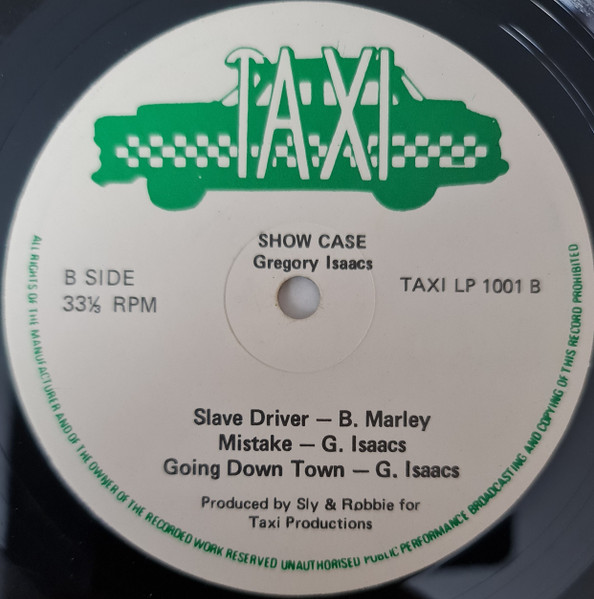 TAXI
SHOW CASE
Gregory Isaacs
B SIDE
33⅓ RPM
TAXI LP 1001 B
Slave Driver — B. Marley
Mistake — G. Isaacs
Going Down Town — G. Isaacs
Produced by Sly & Robbie for
Taxi Productions
ALL RIGHTS OF THE MANUFACTURER AND OF THE OWNER OF THE RECORDED WORK RESERVED UNAUTHORISED PUBLIC PERFORMANCE BROADCASTING AND COPYING OF THIS RECORD PROHIBITED